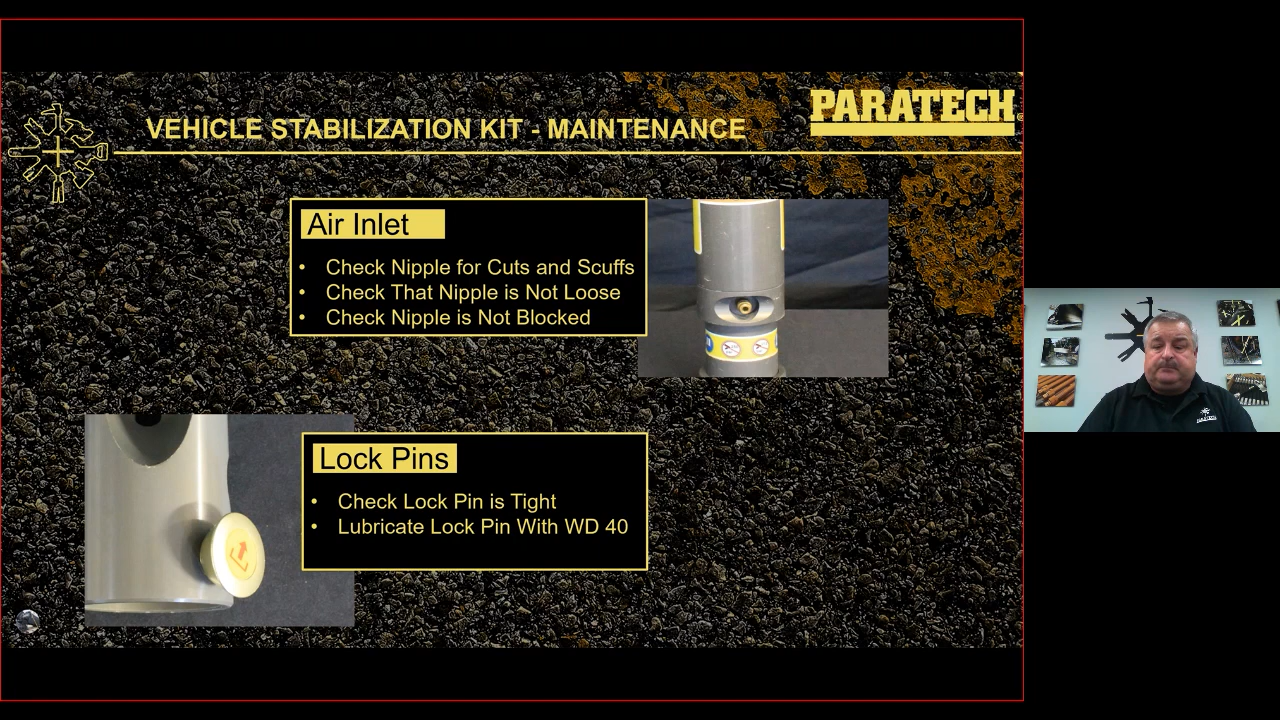 VEHICLE STABILIZATION KIT - MAINTENANCE
PARATECH
Air Inlet
• Check Nipple for Cuts and Scuffs
• Check That Nipple is Not Loose
• Check Nipple is Not Blocked
Lock Pins
• Check Lock Pin is Tight
• Lubricate Lock Pin With WD 40